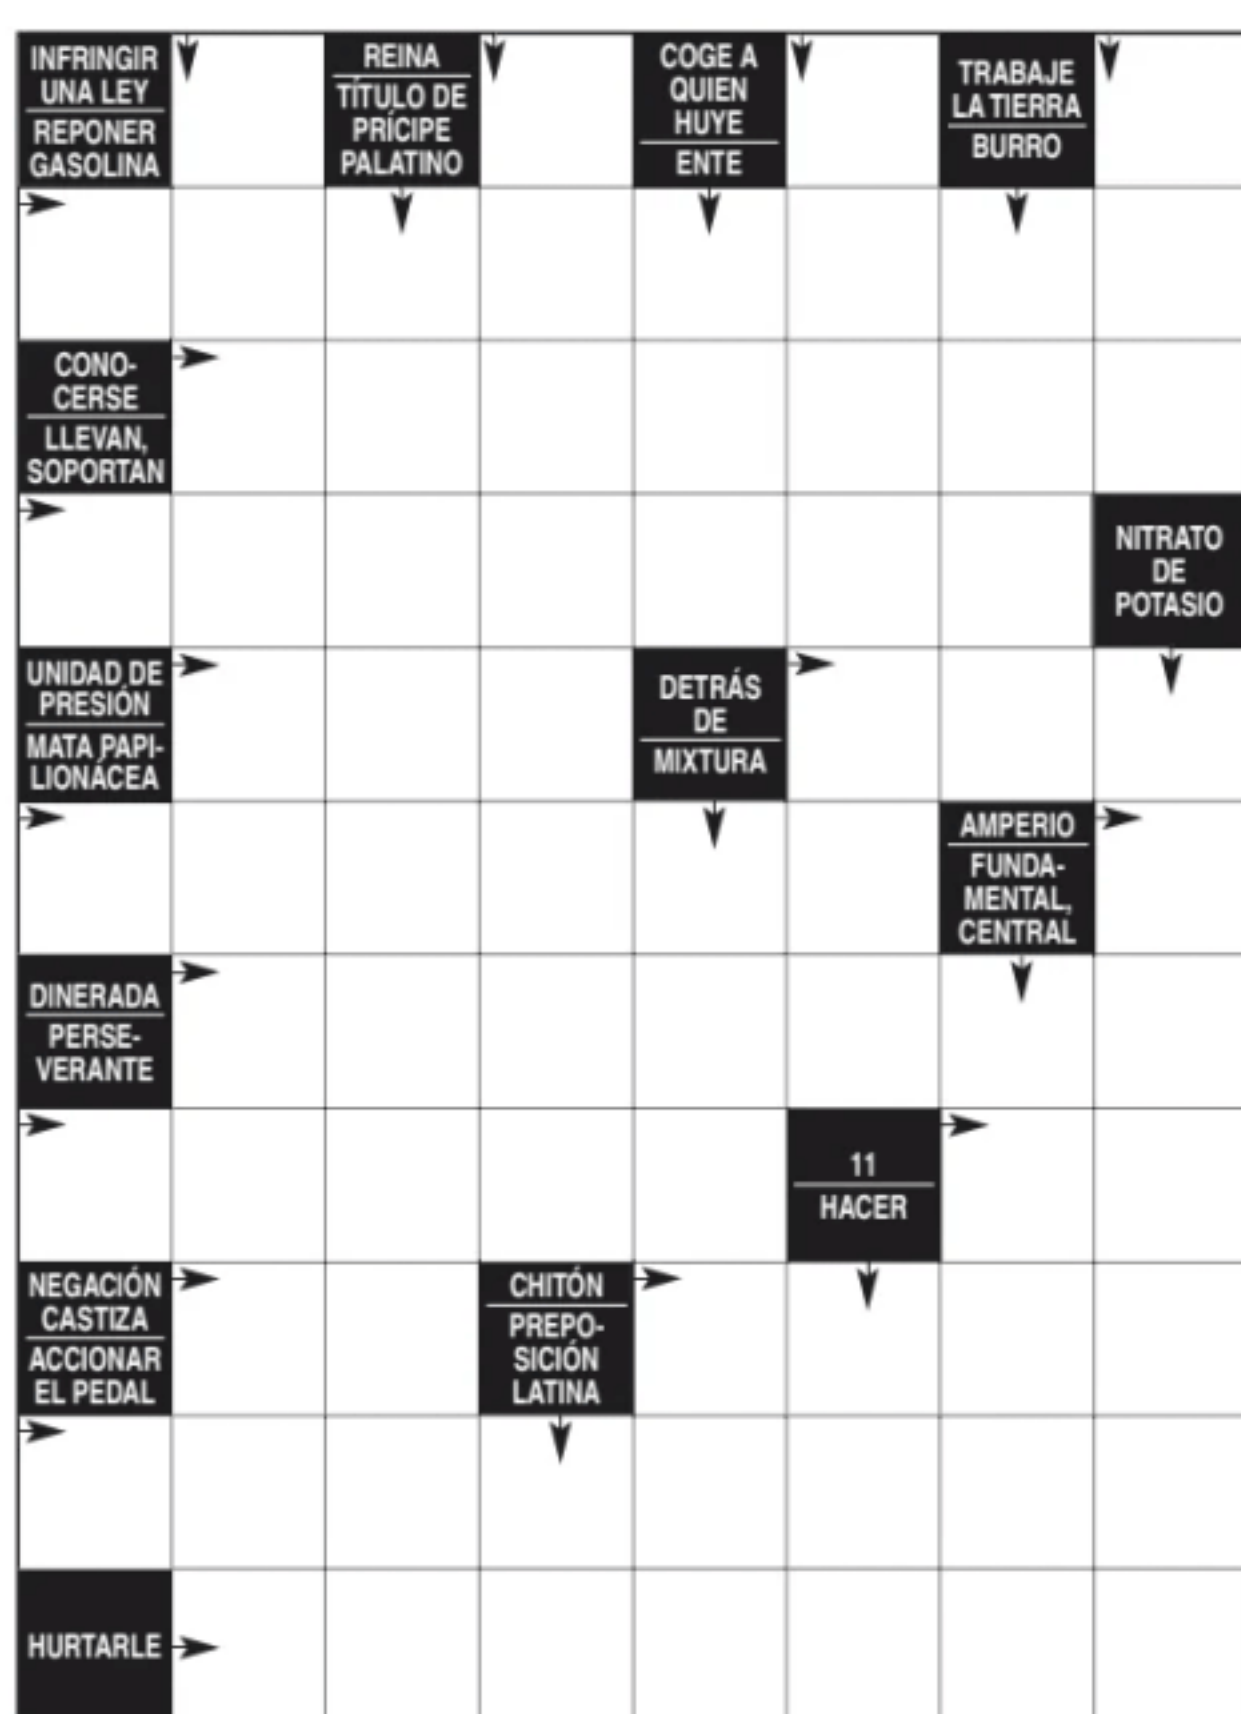 INFRINGIR
UNA LEY
REPONER
GASOLINA
REINA
TÍTULO DE
PRÍCIPE
PALATINO
COGE A
QUIEN
HUYE
ENTE
TRABAJE
LA TIERRA
BURRO
CONO-
CERSE
LLEVAN,
SOPORTAN
NITRATO
DE
POTASIO
UNIDAD DE
PRESIÓN
MATA PAPI-
LIONÁCEA
DETRÁS
DE
MIXTURA
AMPERIO
FUNDA-
MENTAL,
CENTRAL
DINERADA
PERSE-
VERANTE
11
HACER
NEGACIÓN
CASTIZA
ACCIONAR
EL PEDAL
CHITÓN
PREPO-
SICIÓN
LATINA
HURTARLE